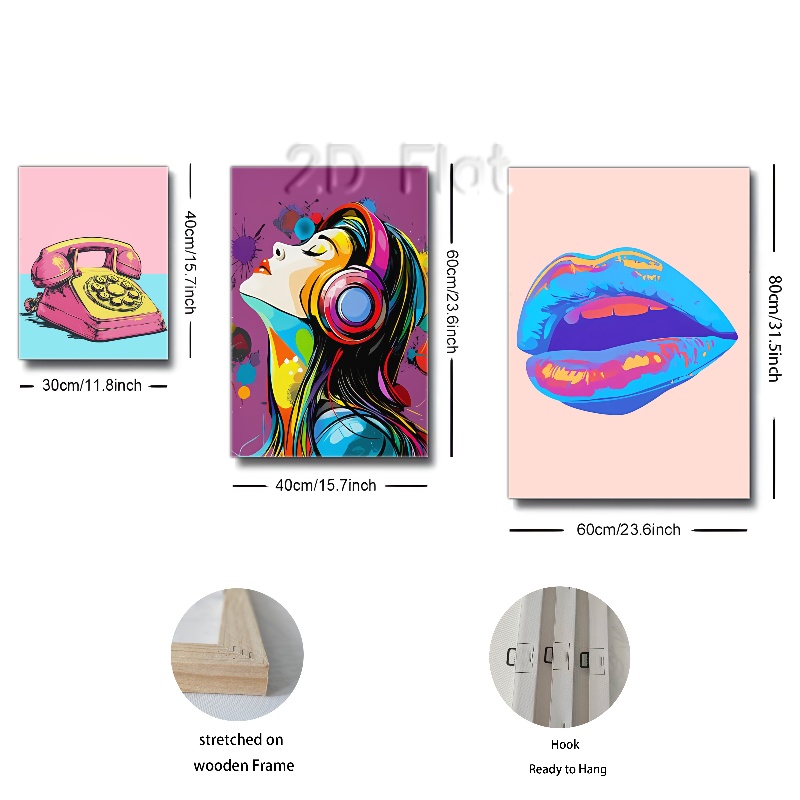 2D Flat
40cm/15.7inch
30cm/11.8inch
60cm/23.6inch
40cm/15.7inch
80cm/31.5inch
60cm/23.6inch
stretched on
wooden Frame
Hook
Ready to Hang